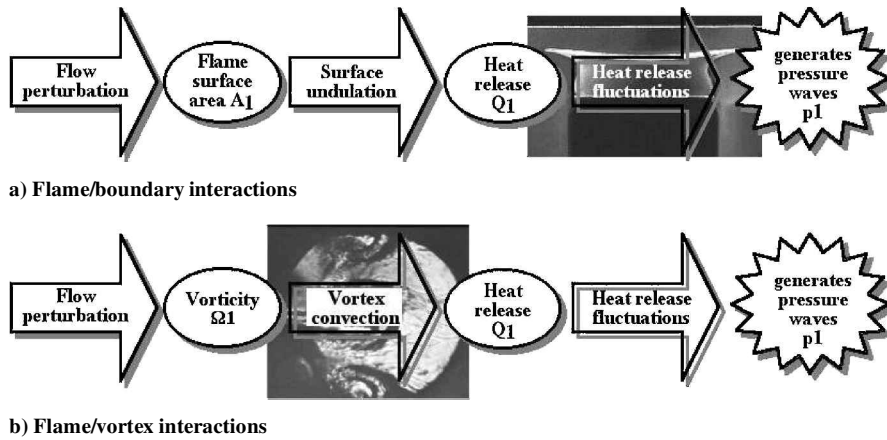 Flow
perturbation
Flame
surface
area A1
Surface
undulation
Heat
release
Q1
Heat release
fluctuations
generates
pressure
waves
p1
a) Flame/boundary interactions
Flow
perturbation
Vorticity
Ω1
Vortex
convection
Heat
release
Q1
Heat release
fluctuations
generates
pressure
waves
p1
b) Flame/vortex interactions